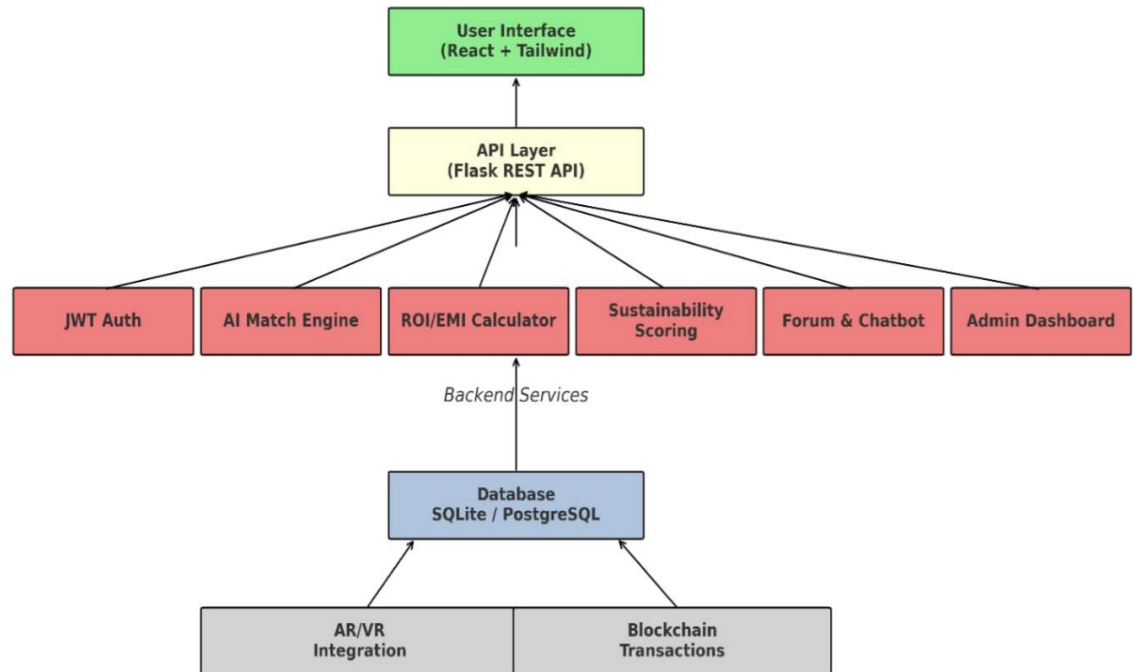 User Interface
(React + Tailwind)
API Layer
(Flask REST API)
JWT Auth
AI Match Engine
ROI/EMI Calculator
Sustainability
Scoring
Forum & Chatbot
Admin Dashboard
Backend Services
Database
SQLite / PostgreSQL
AR/VR
Integration
Blockchain
Transactions